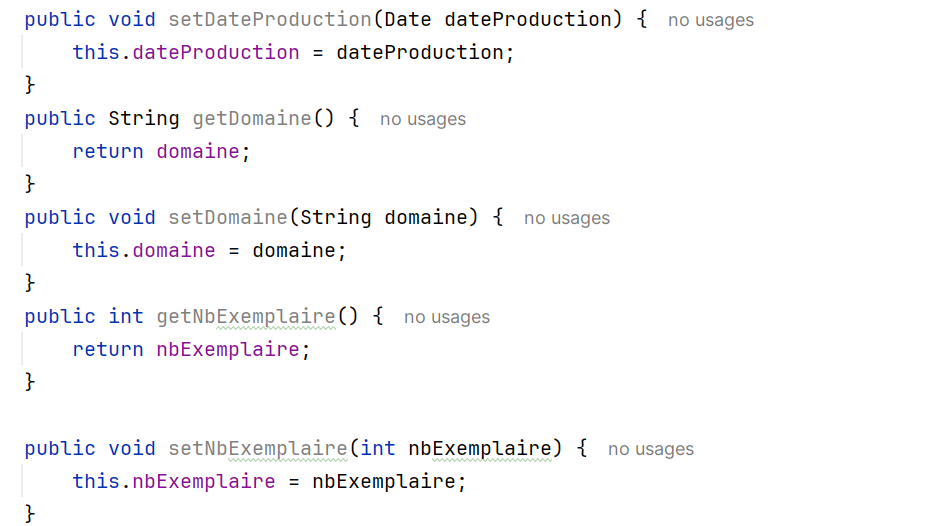 public void setDateProduction(Date dateProduction) { no usages
    this.dateProduction = dateProduction;
}
public String getDomaine() { no usages
    return domaine;
}
public void setDomaine(String domaine) { no usages
    this.domaine = domaine;
}
public int getNbExemplaire() { no usages
    return nbExemplaire;
}

public void setNbExemplaire(int nbExemplaire) { no usages
    this.nbExemplaire = nbExemplaire;
}